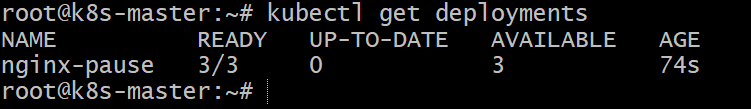 root@k8s-master:~# kubectl get deployments
NAME          READY   UP-TO-DATE   AVAILABLE   AGE
nginx-pause   3/3     0            3           74s
root@k8s-master:~#